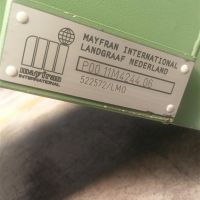 MAYFRAN INTERNATIONAL
LANDGRAAF NEDERLAND
P00 11M4244 06
522572/LMO
mayfran
INTERNATIONAL